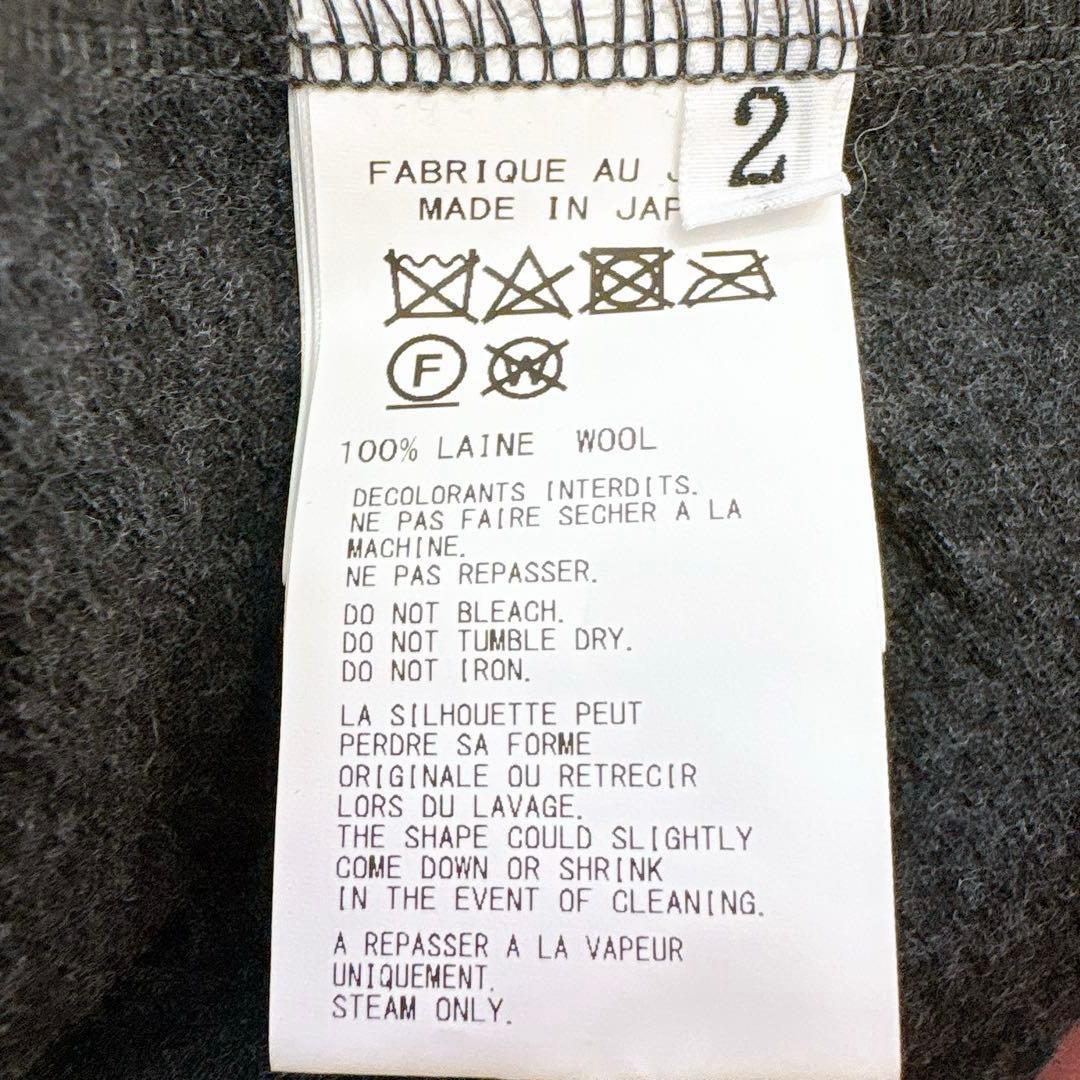 2
FABRIQUE AU
MADE IN
F
W
100% LAINE WOOL
DECOLORANTS INTERDITS.
NE PAS FAIRE SECHER A LA
MACHINE.
NE PAS REPASSER.
DO NOT BLEACH.
DO NOT TUMBLE DRY.
DO NOT IRON.
LA SILHOUETTE PEUT
PERDRE SA FORME
ORIGINALE OU RETRECIR
LORS DU LAVAGE.
THE SHAPE COULD SLIGHTLY
COME DOWN OR SHRINK
IN THE EVENT OF CLEANING.
A REPASSER A LA VAPEUR
UNIQUEMENT.
STEAM ONLY.